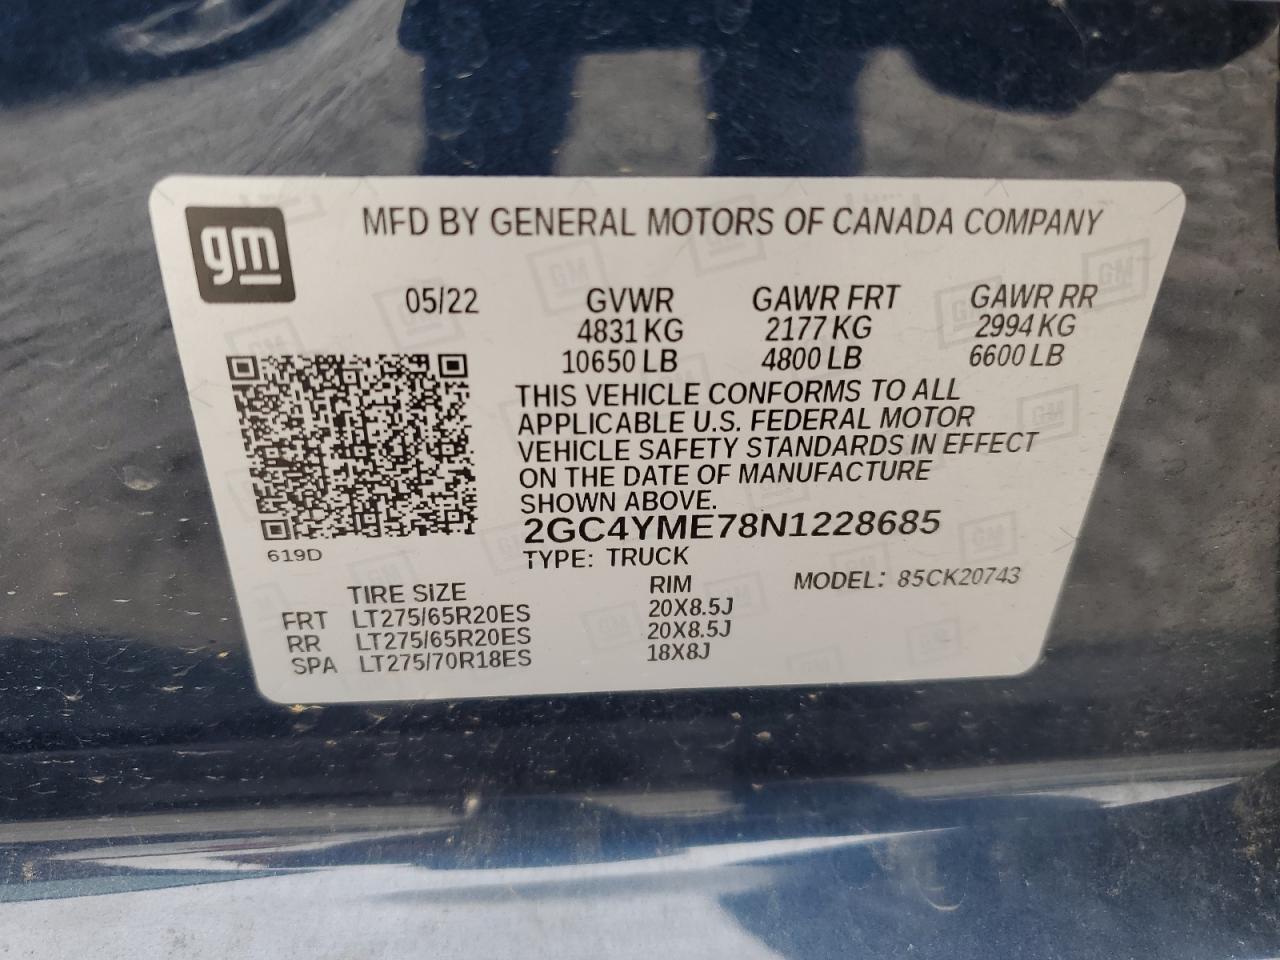 gm
MFD BY GENERAL MOTORS OF CANADA COMPANY
05/22 GVWR GAWR FRT GAWR RR
4831 KG 2177 KG 2994 KG
10650 LB 4800 LB 6600 LB
THIS VEHICLE CONFORMS TO ALL
APPLICABLE U.S. FEDERAL MOTOR
VEHICLE SAFETY STANDARDS IN EFFECT
ON THE DATE OF MANUFACTURE
SHOWN ABOVE.
2GC4YME78N1228685
619D
TYPE: TRUCK
MODEL: 85CK20743
TIRE SIZE RIM
FRT LT275/65R20ES 20X8.5J
RR LT275/65R20ES 20X8.5J
SPA LT275/70R18ES 18X8J